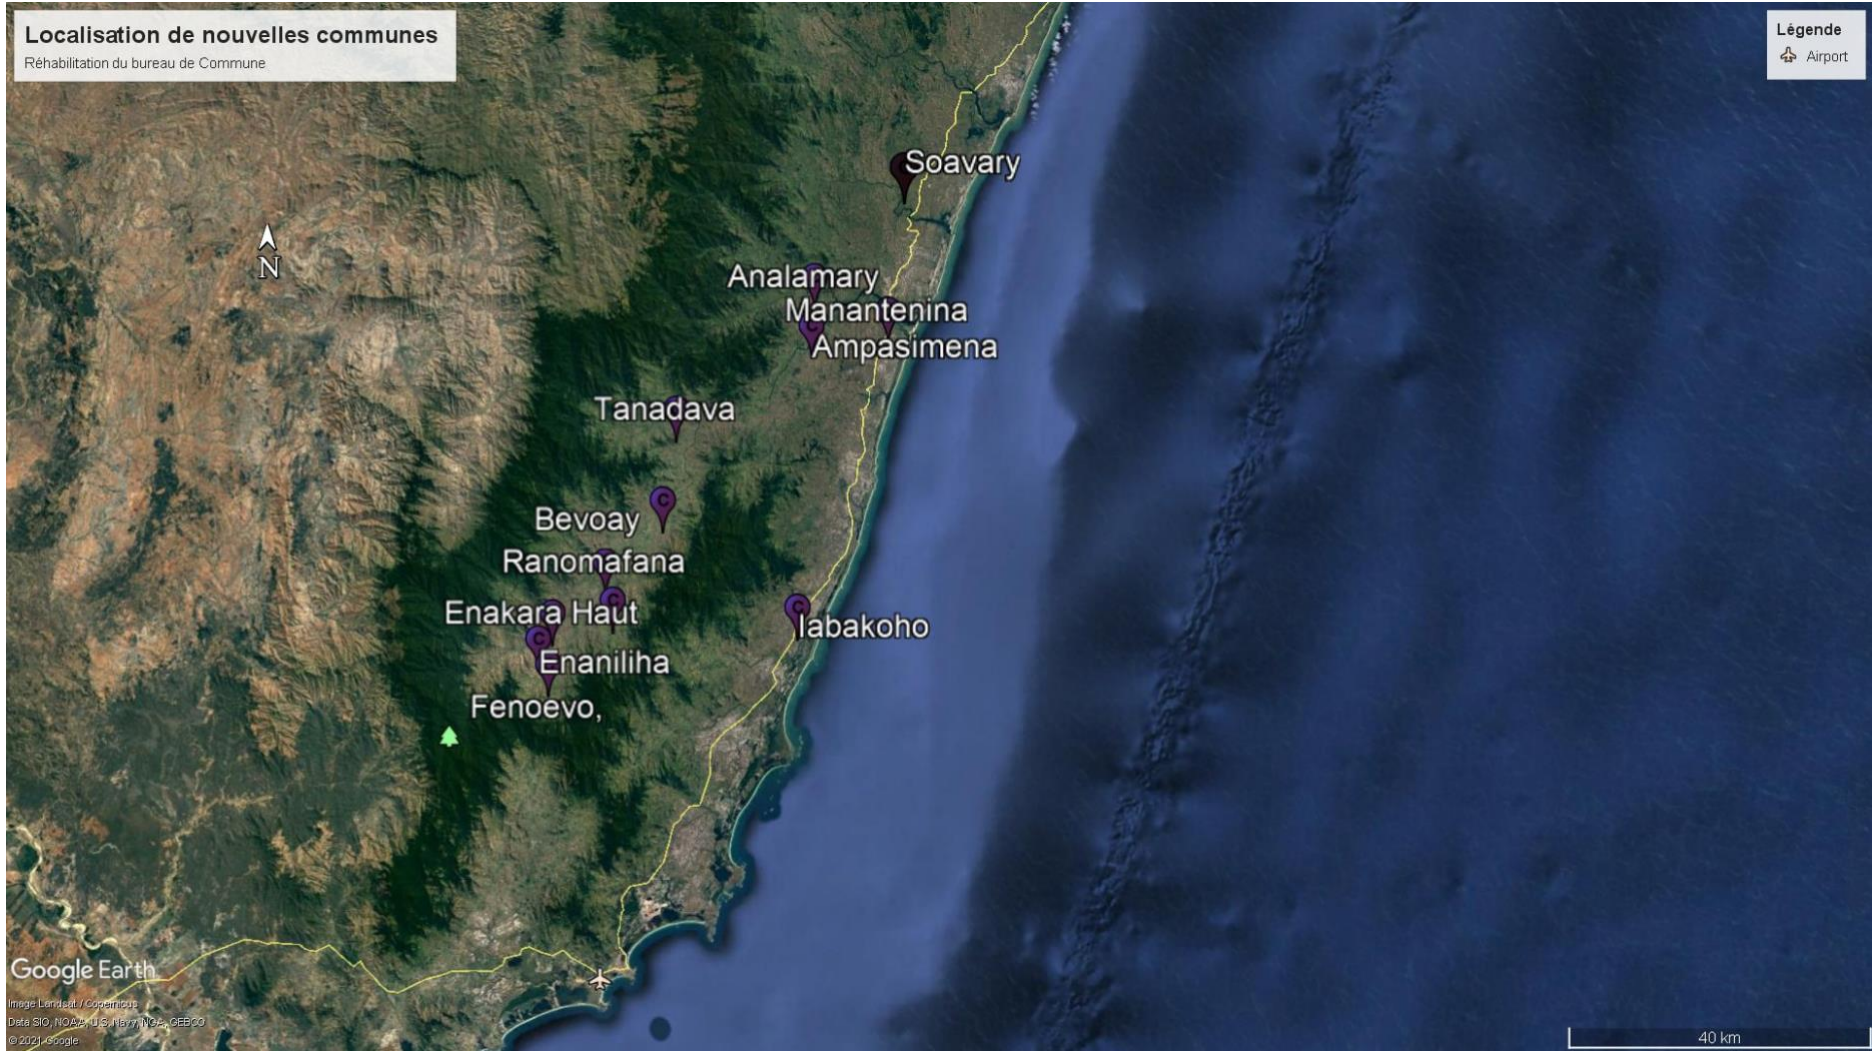 Localisation de nouvelles communes
Réhabilitation du bureau de Commune
Légende
Airport
Soavary
N
Analamary
Manantenina
C
Ampasimena
Tanadava
C
Bevoay
Ranomafana
C
Enakara Haut
C
Iabakoho
C
Enaniliha
Fenoevo,
Google Earth
Image Landsat / Copernicus
Data SIO, NOAA, U.S. Navy, NGA, GEBCO
© 2021 Google
40 km